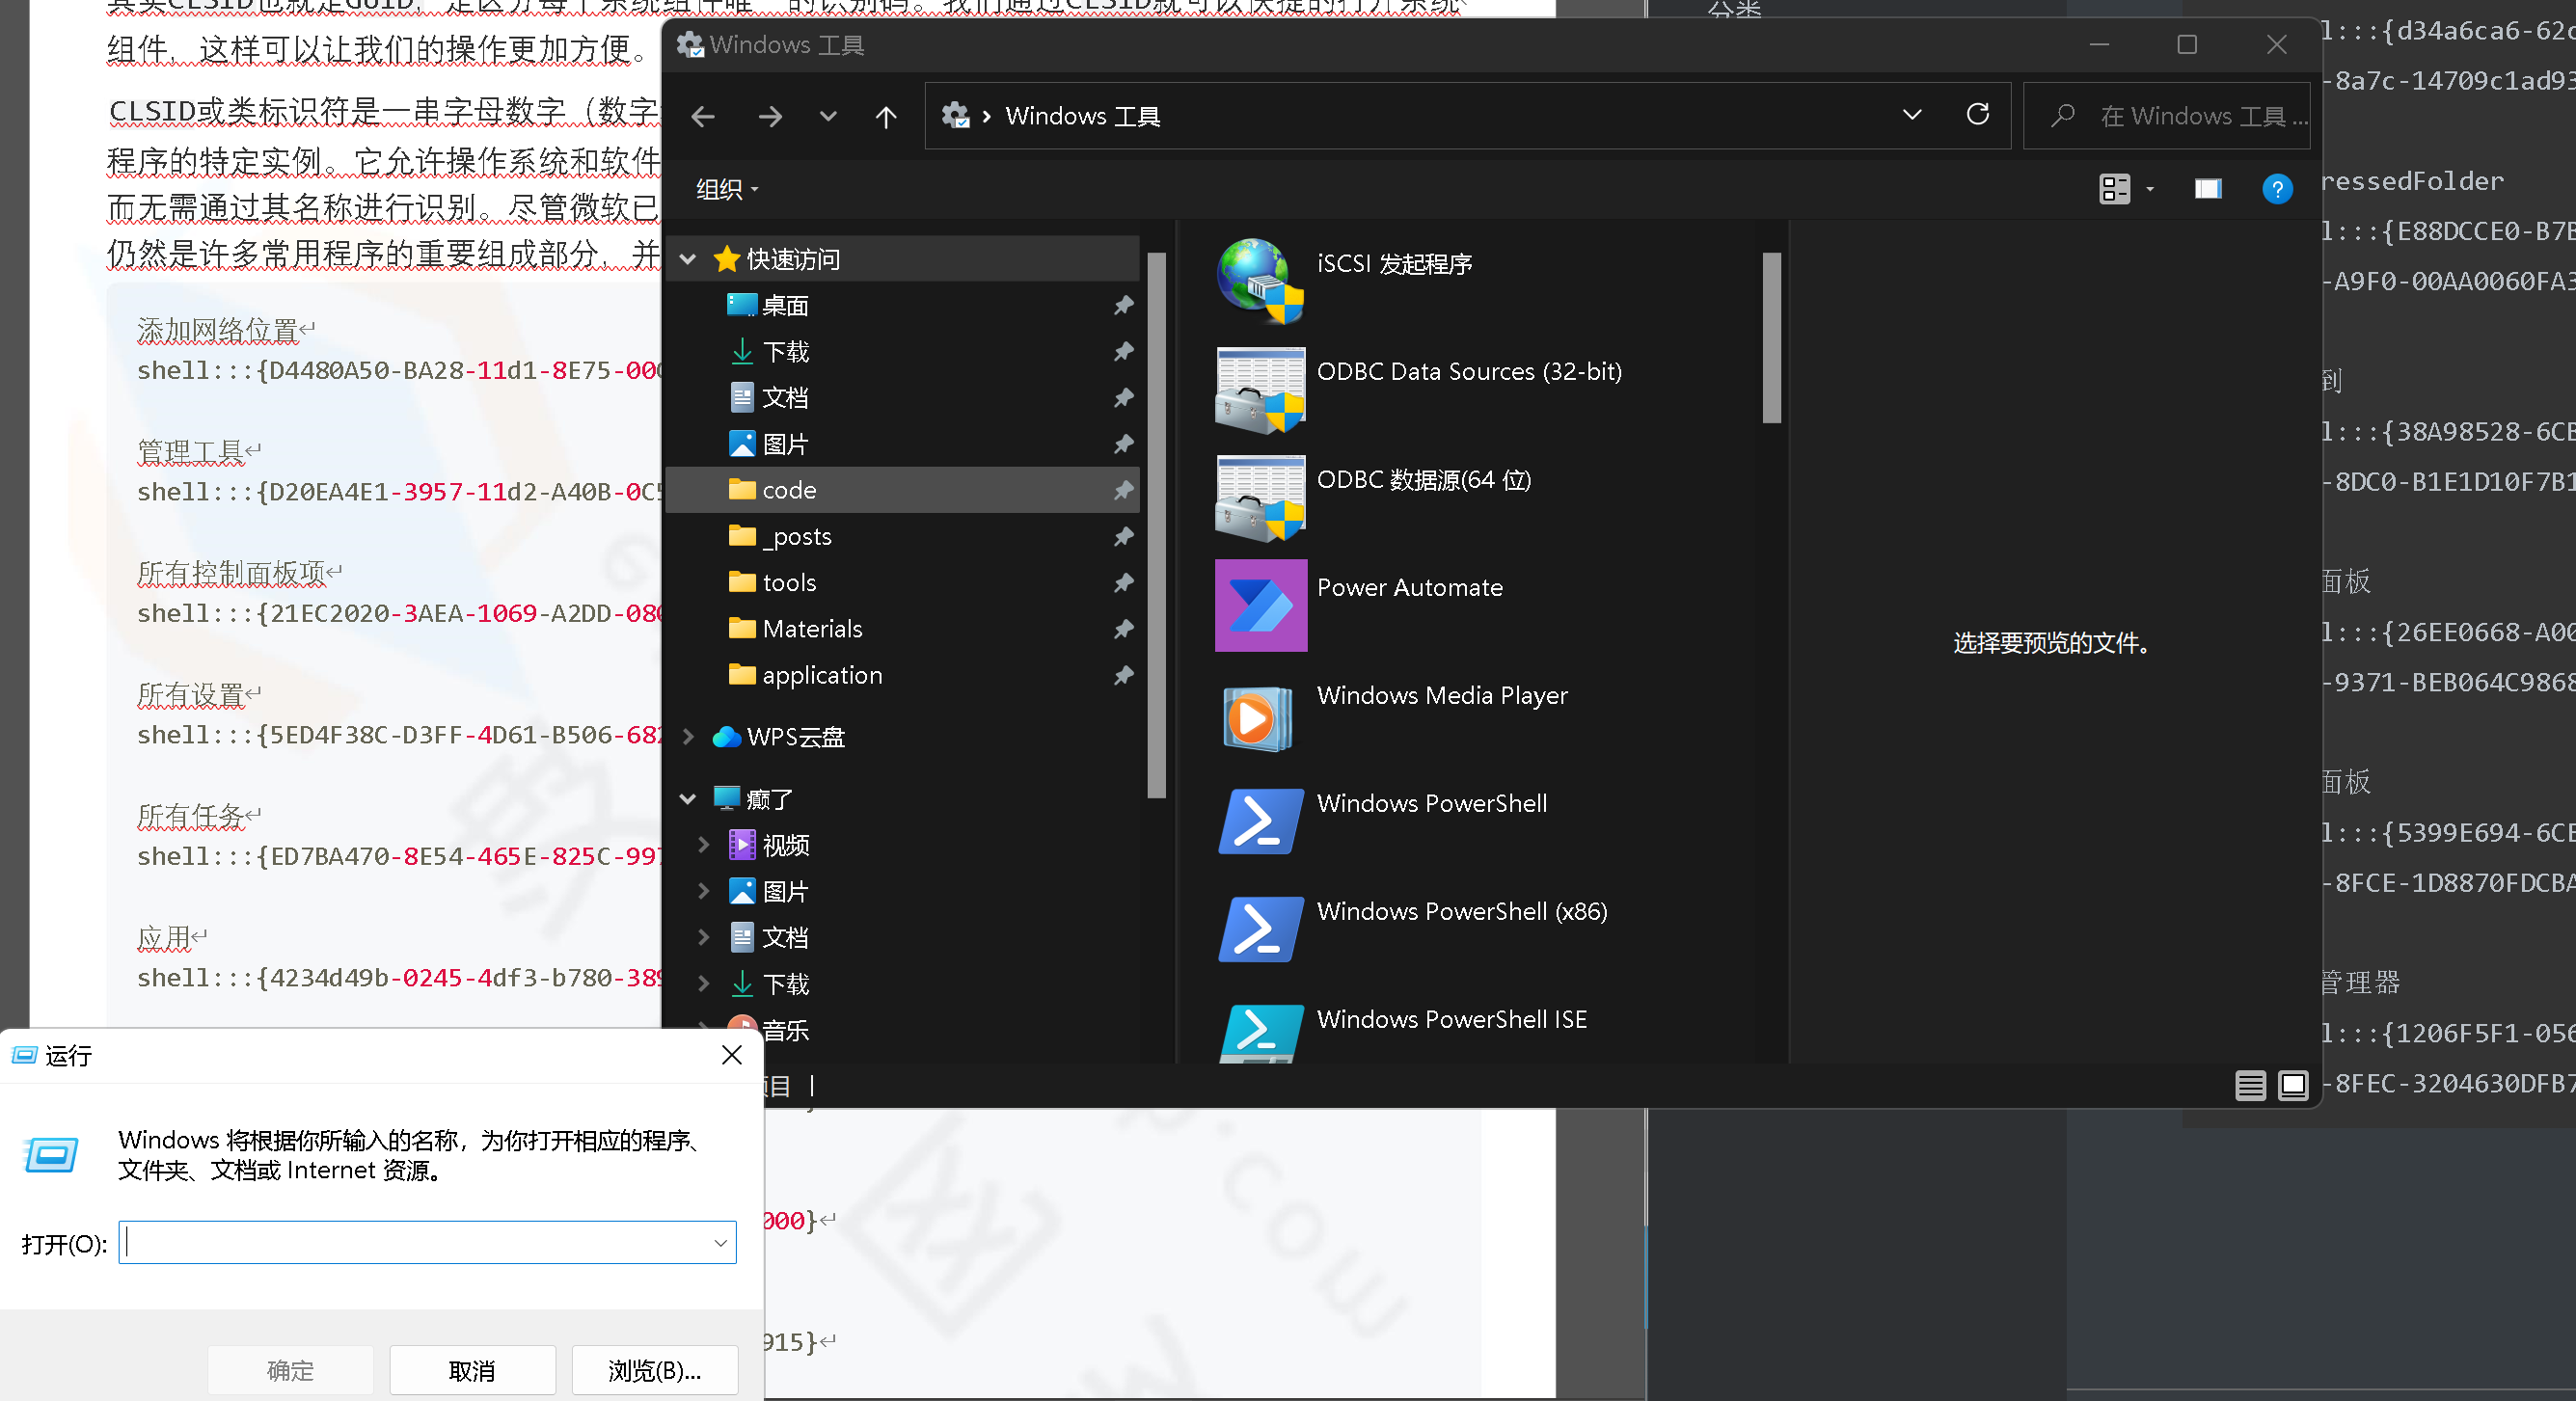 组件，这样可以让我们的操作更加方便。
CLSID或类标识符是一串字母数字（数字
程序的特定实例。它允许操作系统和软件
而无需通过其名称进行识别。尽管微软已
仍然是许多常用程序的重要组成部分，并
添加网络位置
shell:::{D4480A50-BA28-11d1-8E75-00
管理工具
shell:::{D20EA4E1-3957-11d2-A40B-0C5
所有控制面板项
shell:::{21EC2020-3AEA-1069-A2DD-08
所有设置
shell:::{5ED4F38C-D3FF-4D61-B506-682
所有任务
shell:::{ED7BA470-8E54-465E-825C-997
应用
shell:::{4234d49b-0245-4df3-b780-389
000}
915}
Windows 工具
Windows 工具
在 Windows 工具 ...
组织
快速访问
桌面
下载
文档
图片
code
_posts
tools
Materials
application
WPS云盘
癫了
视频
图片
文档
下载
音乐
项目
iSCSI 发起程序
ODBC Data Sources (32-bit)
ODBC 数据源(64 位)
Power Automate
Windows Media Player
Windows PowerShell
Windows PowerShell (x86)
Windows PowerShell ISE
选择要预览的文件。
运行
Windows 将根据你所输入的名称，为你打开相应的程序、
文件夹、文档或 Internet 资源。
打开(O):
确定
取消
浏览(B)...
分类
l:::{d34a6ca6-62c
-8a7c-14709c1ad93
ressedFolder
l:::{E88DCCE0-B7B
-A9F0-00AA0060FA3
到
l:::{38A98528-6CB
-8DC0-B1E1D10F7B1
面板
l:::{26EE0668-A00
-9371-BEB064C9868
面板
l:::{5399E694-6CE
-8FCE-1D8870FDCBA
管理器
l:::{1206F5F1-056
-8FEC-3204630DFB7